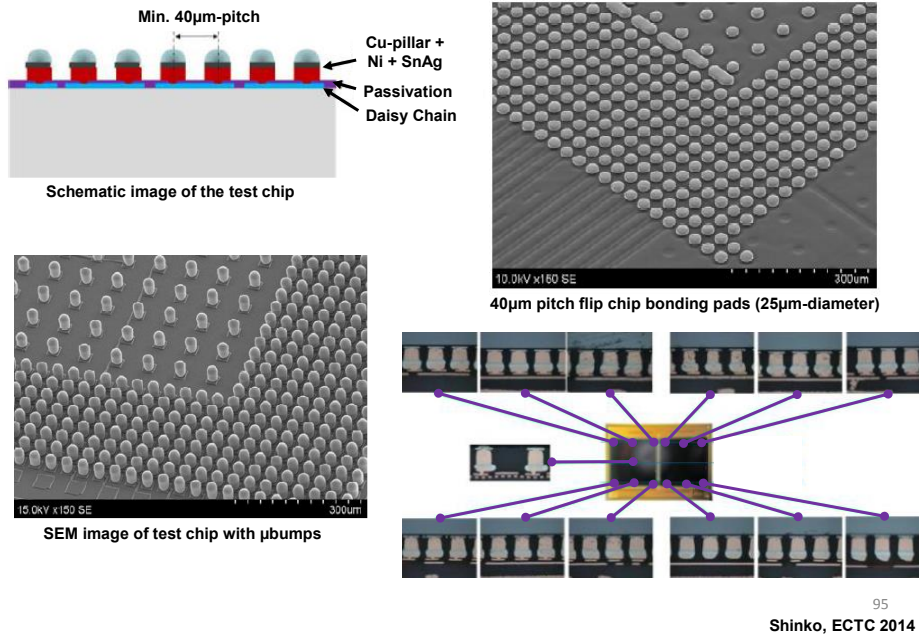 Min. 40μm-pitch
Cu-pillar +
Ni + SnAg
Passivation
Daisy Chain
Schematic image of the test chip
10.0kV x150 SE
300um
40μm pitch flip chip bonding pads (25μm-diameter)
15.0kV x150 SE
300um
SEM image of test chip with μbumps
95
Shinko, ECTC 2014